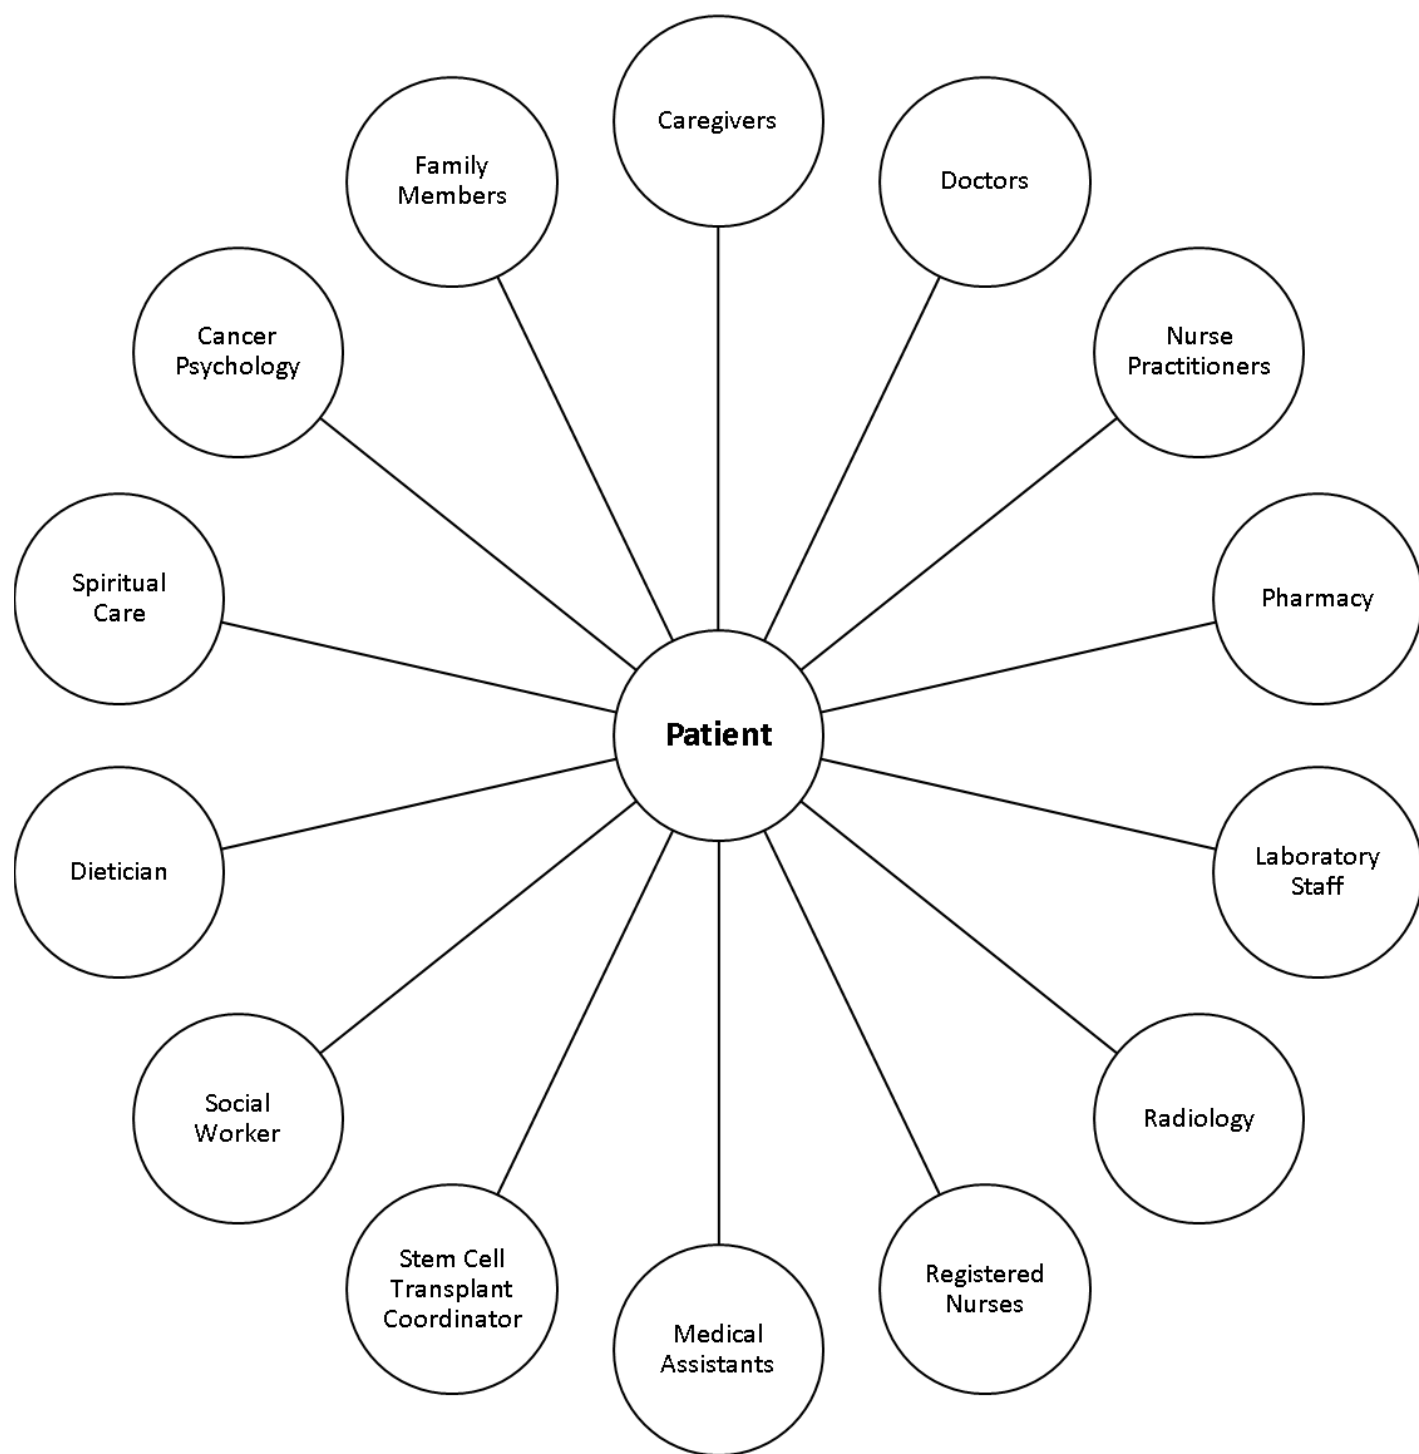 Caregivers
Doctors
Nurse
Practitioners
Pharmacy
Laboratory
Staff
Radiology
Registered
Nurses
Medical
Assistants
Stem Cell
Transplant
Coordinator
Social
Worker
Dietician
Spiritual
Care
Cancer
Psychology
Family
Members
Patient